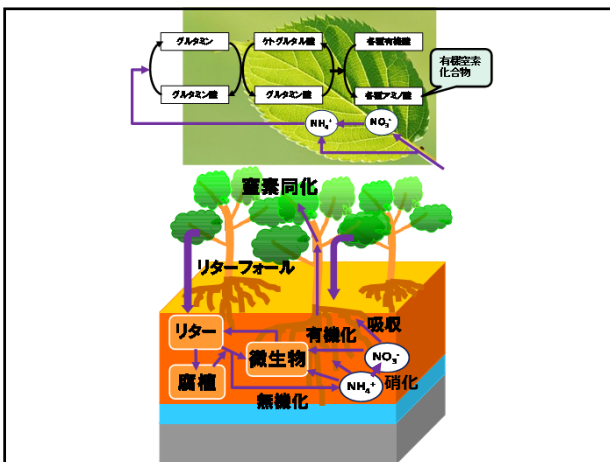 グルタミン
ケトグルタル酸
各種有機酸
有機窒素
化合物
グルタミン酸
グルタミン酸
各種アミノ酸
NH₄⁺
NO₃⁻
窒素同化
リターフォール
有機化
吸収
リター
微生物
NO₃⁻
腐植
NH₄⁺
硝化
無機化